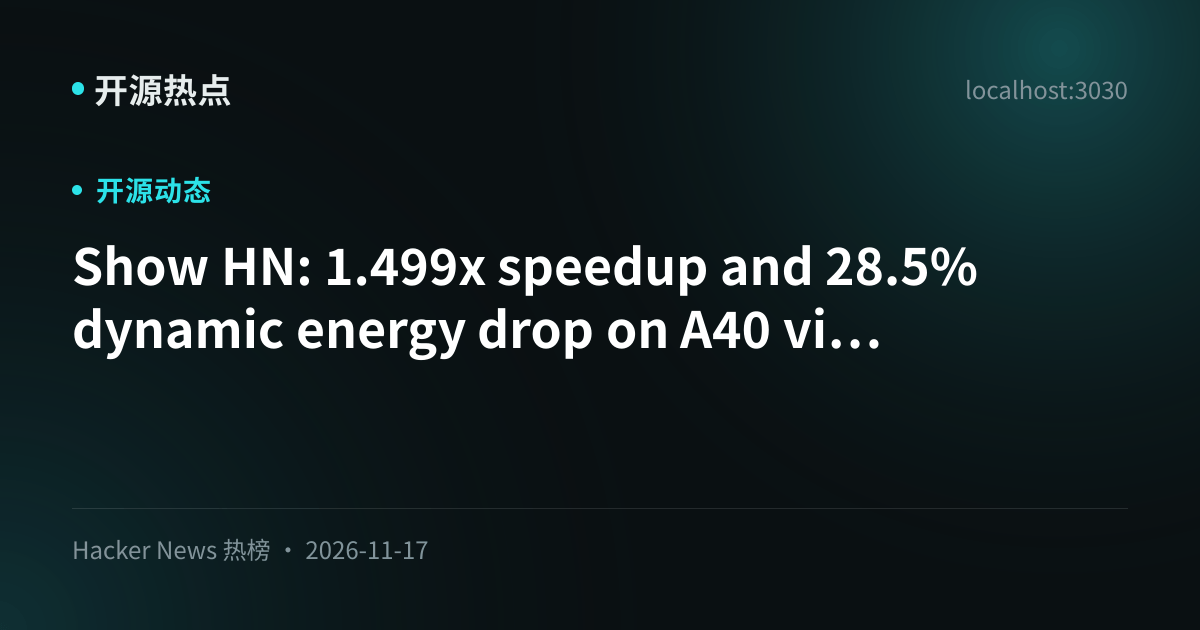 开源热点
localhost:3030
开源动态
Show HN: 1.499x speedup and 28.5%
dynamic energy drop on A40 vi…
Hacker News 热榜 • 2026-11-17